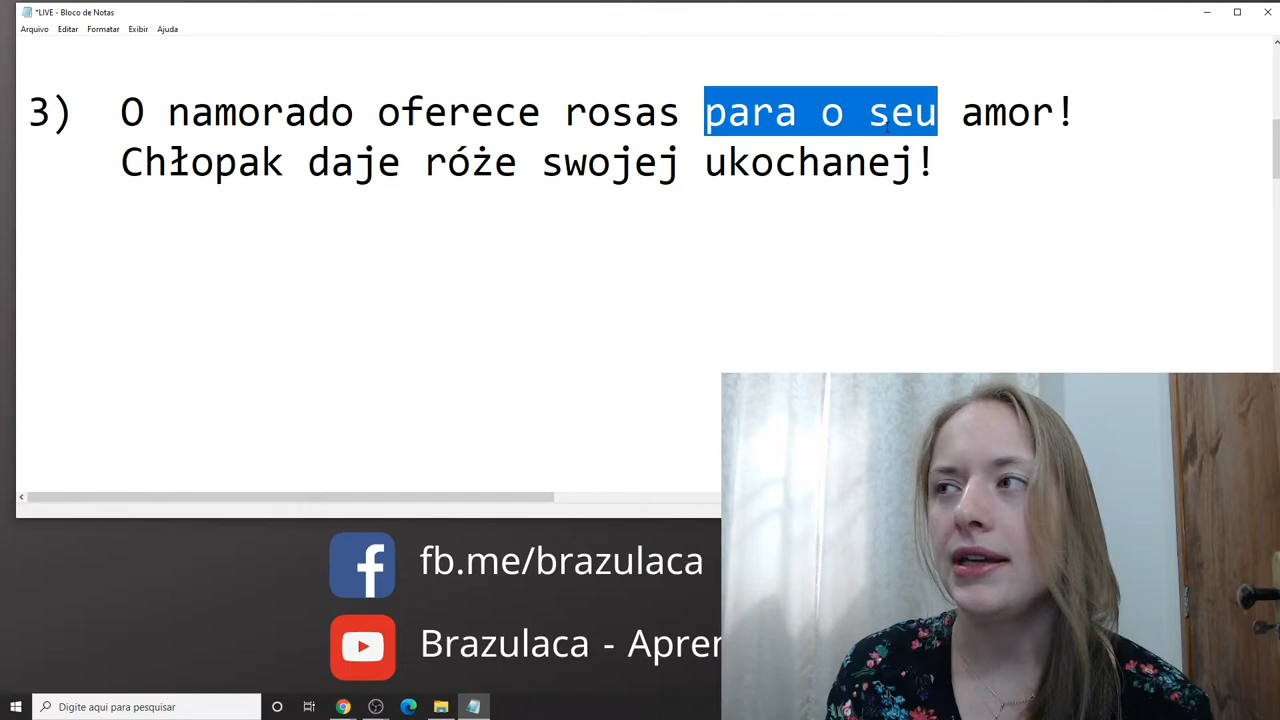 *LIVE - Bloco de Notas
Arquivo Editar Formatar Exibir Ajuda
3) O namorado oferece rosas para o seu amor!
Chłopak daje róże swojej ukochanej!
fb.me/brazulaca
Brazulaca - Apren
Digite aqui para pesquisar